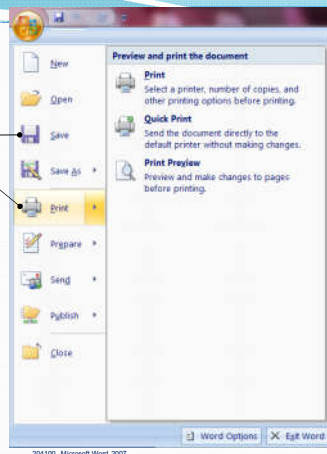 New
Open
Save
Save As
Print
Prepare
Send
Publish
Close
Preview and print the document
Print
Select a printer, number of copies, and
other printing options before printing.
Quick Print
Send the document directly to the
default printer without making changes.
Print Preview
Preview and make changes to pages
before printing.
Word Options
Exit Word
204100 Microsoft Word 2007